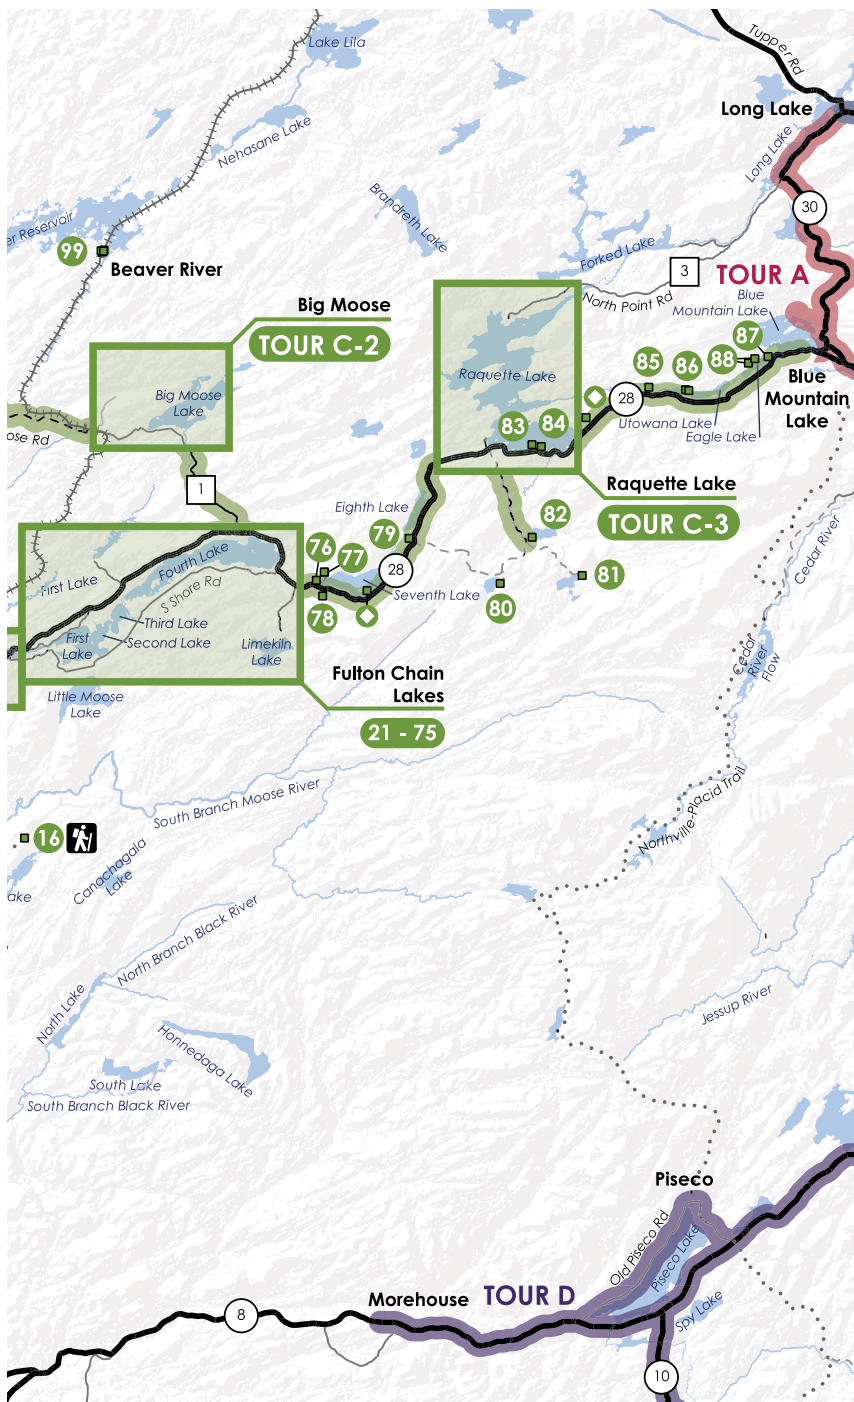 Lake Lila
Tupper Rd
Long Lake
Nehasane Lake
Long Lake
Brandreth Lake
30
er Reservoir
99
Beaver River
Forked Lake
3
TOUR A
North Point Rd
Blue
Mountain Lake
Big Moose
TOUR C-2
87
88
Raquette Lake
85
86
Blue
Mountain
Lake
Big Moose
Lake
28
83
84
Utowana Lake
Eagle Lake
ose Rd
1
Raquette Lake
TOUR C-3
Eighth Lake
79
82
Cedar River
Fourth Lake
76
77
28
81
First Lake
S Shore Rd
78
Seventh Lake
80
Third Lake
Second Lake
First
Lake
Limekiln
Lake
Cedar
River
Flow
Fulton Chain
Lakes
21 - 75
Little Moose
Lake
South Branch Moose River
Northville-Placid Trail
16
Canachagala
Lake
ake
North Branch Black River
North Lake
Jessup River
Honnedaga Lake
South Lake
South Branch Black River
Piseco
Old Piseco Rd
Piseco Lake
Morehouse
TOUR D
Spy Lake
8
10